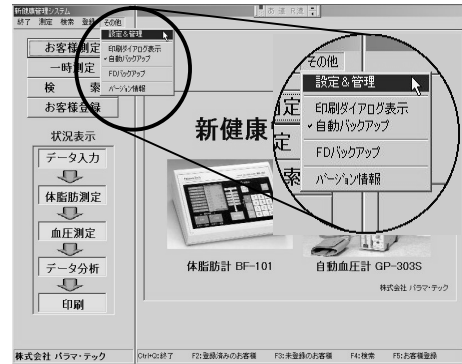 新健康管理システム
終了 測定 検索 登録 その他
設定&管理
印刷ダイアログ表示
✓自動バックアップ
FDバックアップ
バージョン情報
お客様測定
一時測定
検 索
お客様登録
状況表示
データ入力
体脂肪測定
血圧測定
データ分析
印刷
その他
設定&管理
印刷ダイアログ表示
✓自動バックアップ
FDバックアップ
バージョン情報
定
定
索
新健康
体脂肪計 BF-101
自動血圧計 GP-303S
株式会社 パラマ・テック
株式会社 パラマ・テック
Ctrl+Q:終了 F2:登録済みのお客様 F3:未登録のお客様 F4:検索 F5:お客様登録